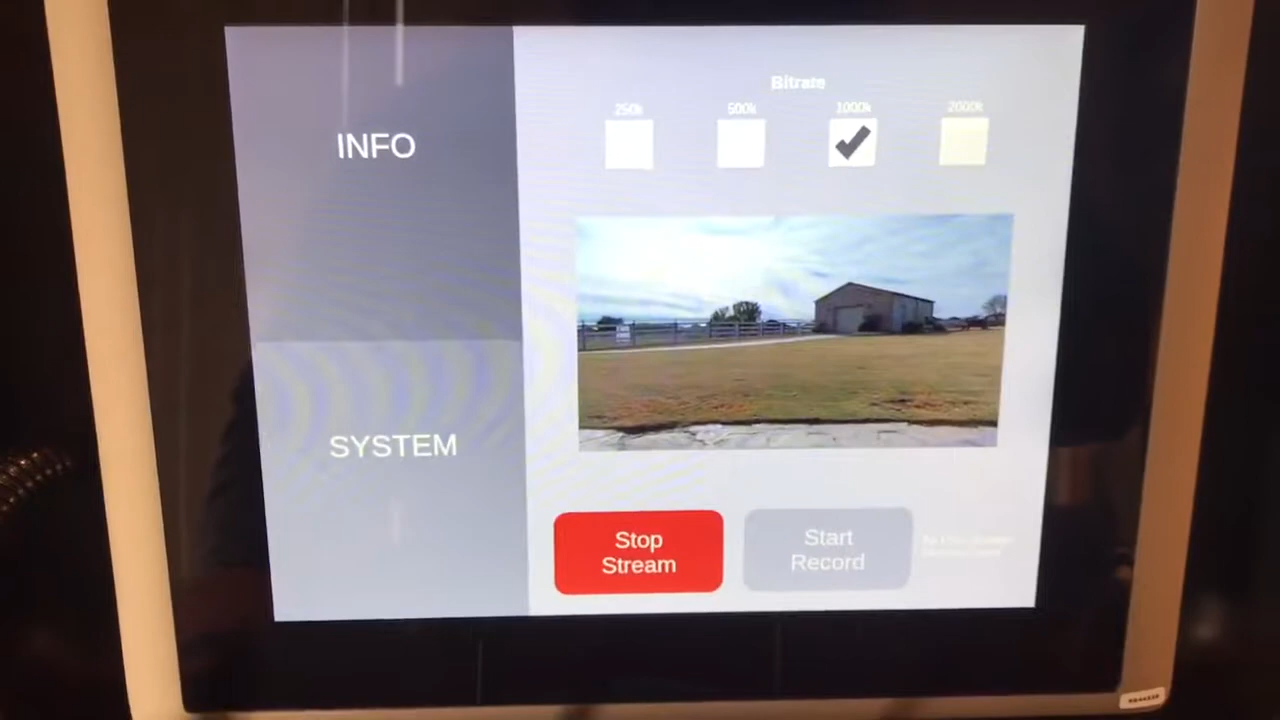 INFO
SYSTEM
Bitrate
250k
500k
1000k
2000k
Stop
Stream
Start
Record